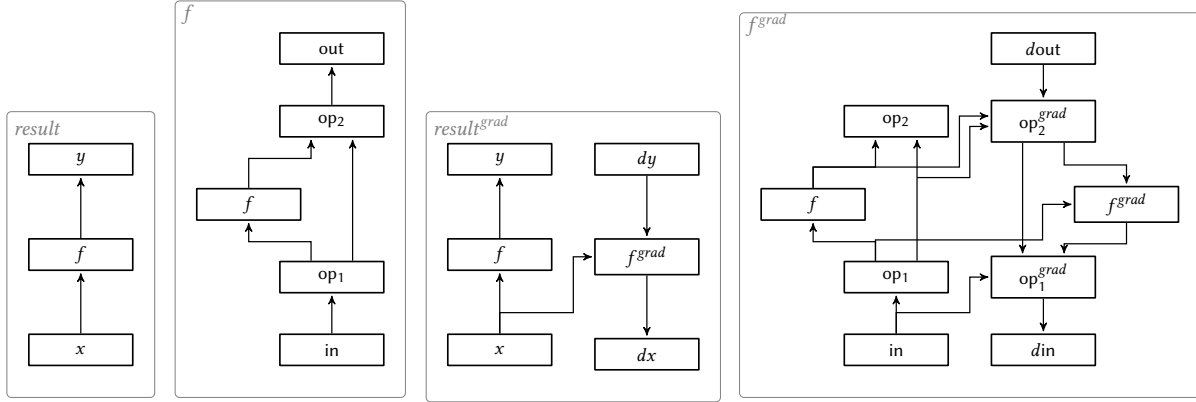 result
y
f
x
f
out
op₂
f
op₁
in
result^grad
y dy
f f^grad
x dx
f^grad
dout
op₂ op₂^grad
f f^grad
op₁ op₁^grad
in din